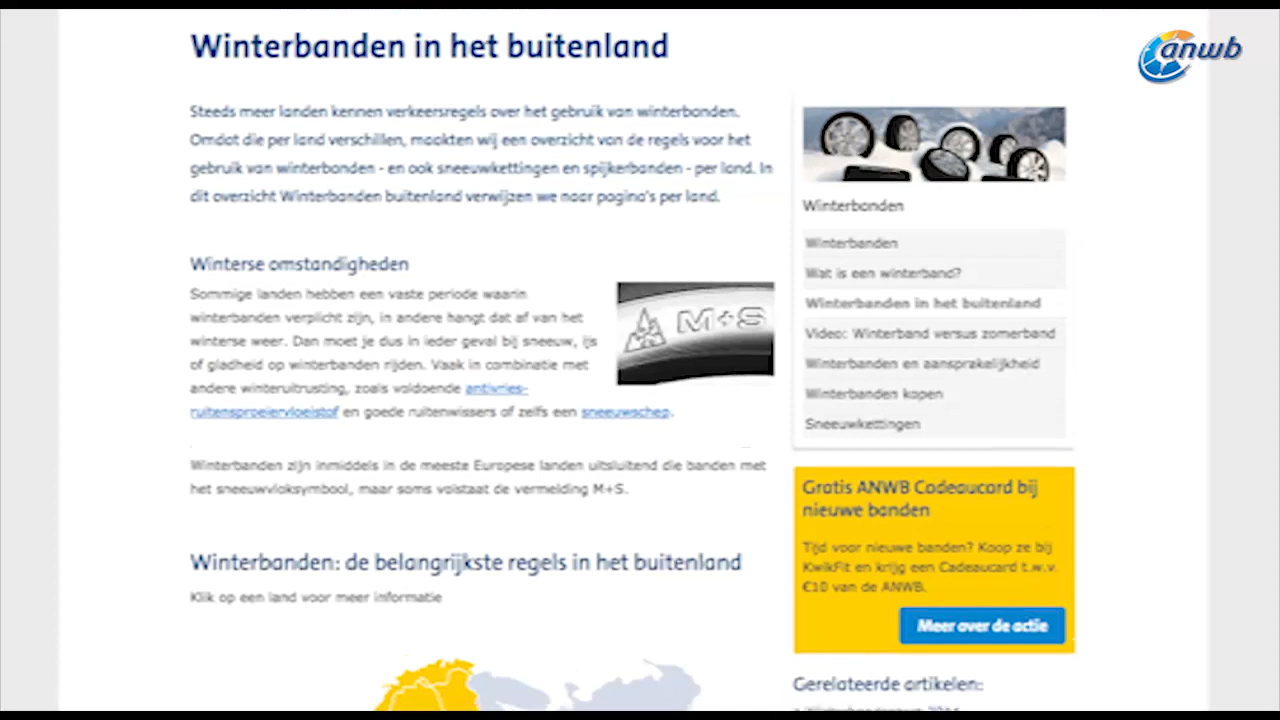 Winterbanden in het buitenland
anwb
Steeds meer landen kennen verkeersregels over het gebruik van winterbanden.
Omdat die per land verschillen, maakten wij een overzicht van de regels voor het
gebruik van winterbanden - en ook sneeuwkettingen en spijkerbanden - per land. In
dit overzicht Winterbanden buitenland verwijzen we naar pagina's per land.
Winterse omstandigheden
Sommige landen hebben een vaste periode waarin
winterbanden verplicht zijn, in andere hangt dat af van het
winterse weer. Dan moet je dus in ieder geval bij sneeuw, ijs
of gladheid op winterbanden rijden. Vaak in combinatie met
andere winteruitrusting, zoals voldoende antivries-
ruitensproeiervloeistof en goede ruitenwissers of zelfs een sneeuwschep.
M+S
Winterbanden zijn inmiddels in de meeste Europese landen uitsluitend die banden met
het sneeuwvloksymbool, maar soms volstaat de vermelding M+S.
Winterbanden: de belangrijkste regels in het buitenland
Klik op een land voor meer informatie
Winterbanden
Winterbanden
Wat is een winterband?
Winterbanden in het buitenland
Video: Winterband versus zomerband
Winterbanden en aansprakelijkheid
Winterbanden kopen
Sneeuwkettingen
Gratis ANWB Cadeaucard bij
nieuwe banden
Tijd voor nieuwe banden? Koop ze bij
KwikFit en krijg een Cadeaucard t.w.v.
€10 van de ANWB.
Meer over de actie
Gerelateerde artikelen: